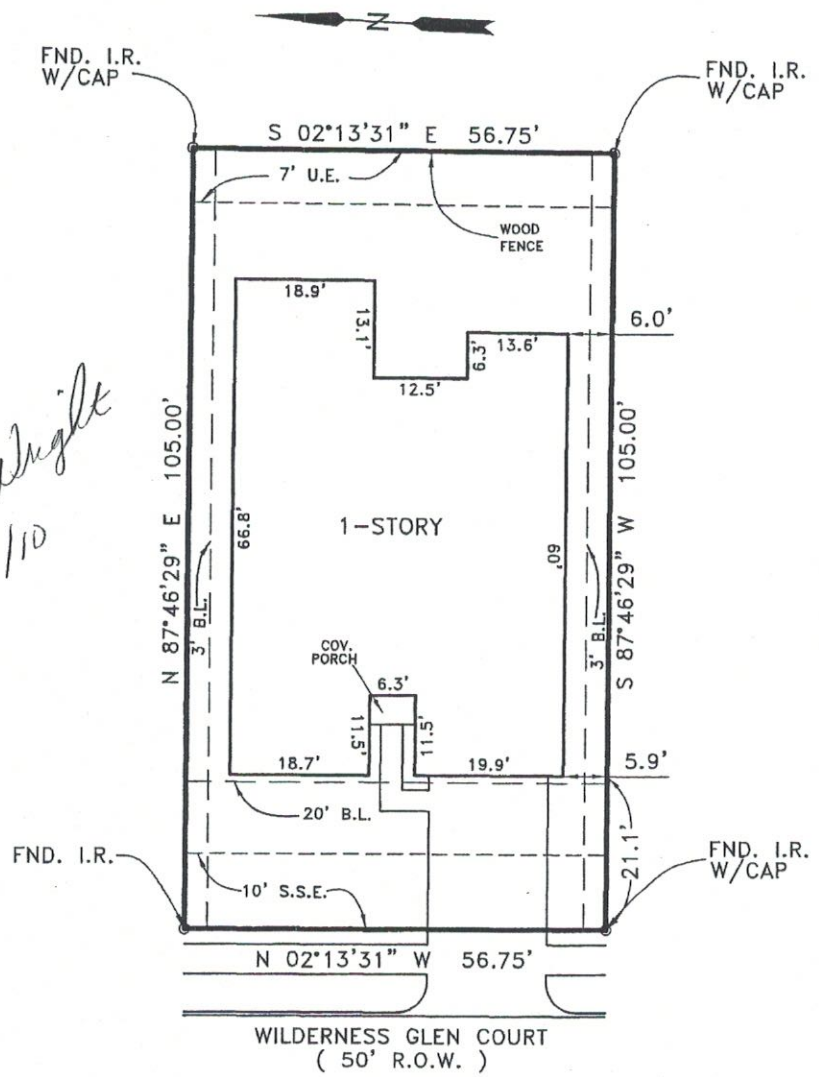 N
FND. I.R.
W/CAP
FND. I.R.
W/CAP
S 02°13'31" E 56.75'
7' U.E.
WOOD
FENCE
18.9'
13.1'
12.5'
6.3'
13.6'
6.0'
N 87°46'29" E 105.00'
S 87°46'29" W 105.00'
66.8'
1-STORY
60'
3' B.L.
3' B.L.
COV.
PORCH
6.3'
11.5'
11.5'
18.7'
19.9'
5.9'
20' B.L.
21.1'
FND. I.R.
10' S.S.E.
FND. I.R.
W/CAP
N 02°13'31" W 56.75'
WILDERNESS GLEN COURT
( 50' R.O.W. )
/10